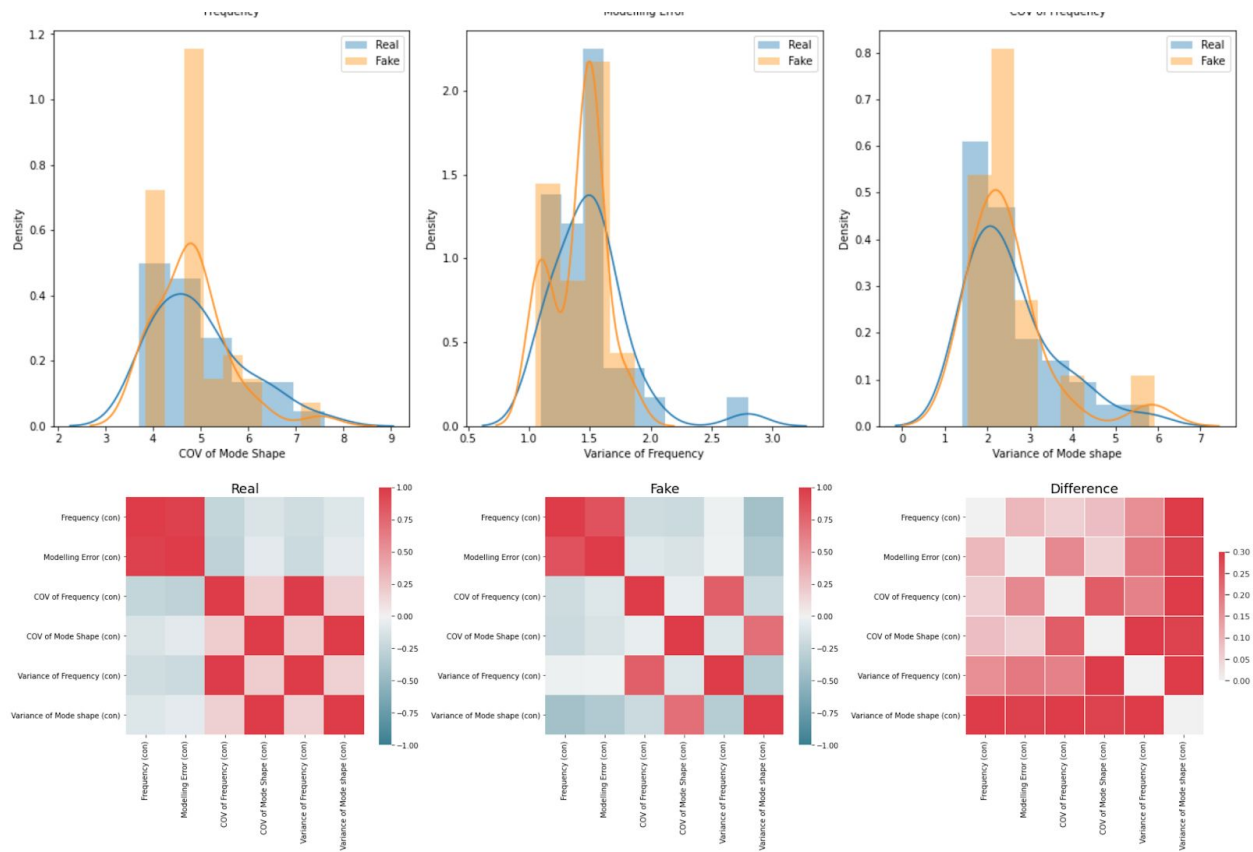 Frequency
Modelling Error
COV of Frequency
1.2
1.0
0.8
0.6
0.4
0.2
0.0
Density
Real
Fake
2
3
4
5
6
7
8
9
COV of Mode Shape
2.0
1.5
1.0
0.5
0.0
Density
Real
Fake
0.5
1.0
1.5
2.0
2.5
3.0
Variance of Frequency
0.8
0.7
0.6
0.5
0.4
0.3
0.2
0.1
0.0
Density
Real
Fake
0
1
2
3
4
5
6
7
Variance of Mode shape
Real
Frequency (con)
Modelling Error (con)
COV of Frequency (con)
COV of Mode Shape (con)
Variance of Frequency (con)
Variance of Mode shape (con)
Frequency (con)
Modelling Error (con)
COV of Frequency (con)
COV of Mode Shape (con)
Variance of Frequency (con)
Variance of Mode shape (con)
1.00
0.75
0.50
0.25
0.00
−0.25
−0.50
−0.75
−1.00
Fake
Frequency (con)
Modelling Error (con)
COV of Frequency (con)
COV of Mode Shape (con)
Variance of Frequency (con)
Variance of Mode shape (con)
Frequency (con)
Modelling Error (con)
COV of Frequency (con)
COV of Mode Shape (con)
Variance of Frequency (con)
Variance of Mode shape (con)
1.00
0.75
0.50
0.25
0.00
−0.25
−0.50
−0.75
−1.00
Difference
Frequency (con)
Modelling Error (con)
COV of Frequency (con)
COV of Mode Shape (con)
Variance of Frequency (con)
Variance of Mode shape (con)
Frequency (con)
Modelling Error (con)
COV of Frequency (con)
COV of Mode Shape (con)
Variance of Frequency (con)
Variance of Mode shape (con)
0.30
0.25
0.20
0.15
0.10
0.05
0.00